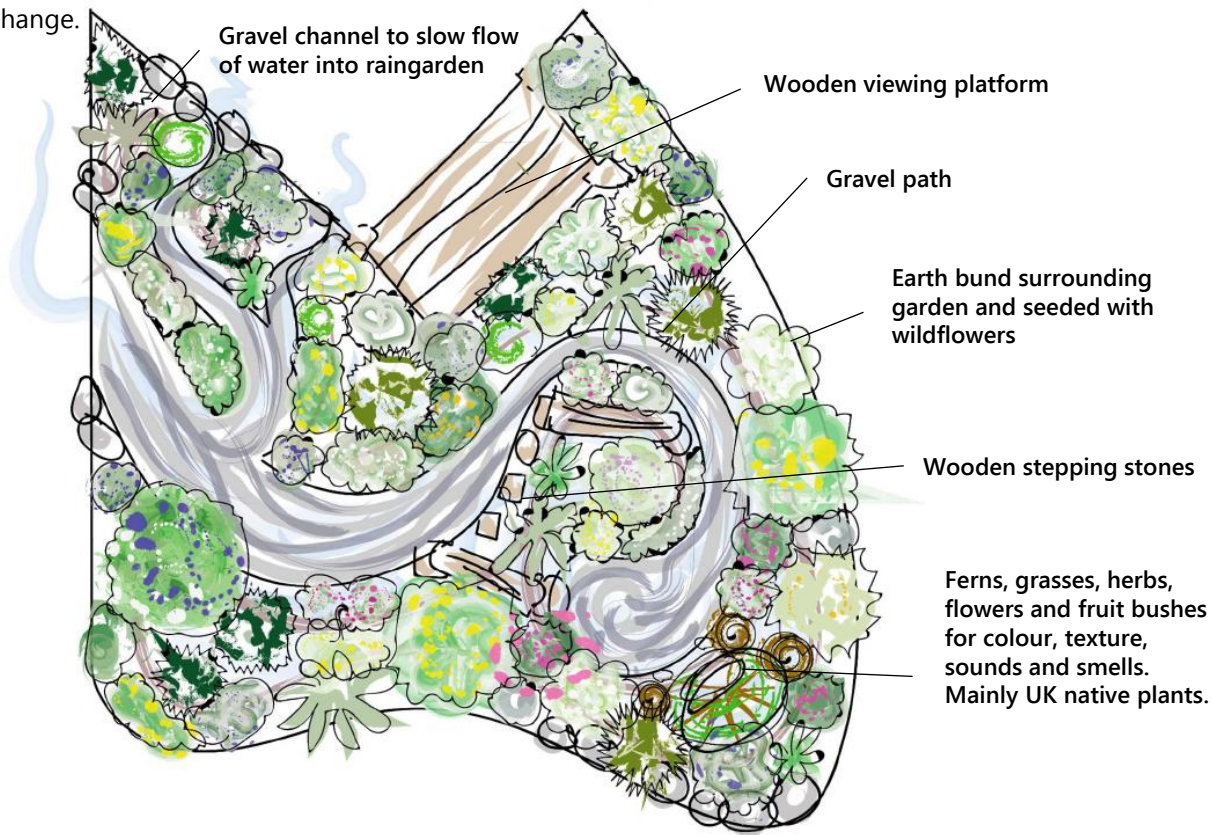 hange.
Gravel channel to slow flow
of water into raingarden
Wooden viewing platform
Gravel path
Earth bund surrounding
garden and seeded with
wildflowers
Wooden stepping stones
Ferns, grasses, herbs,
flowers and fruit bushes
for colour, texture,
sounds and smells.
Mainly UK native plants.